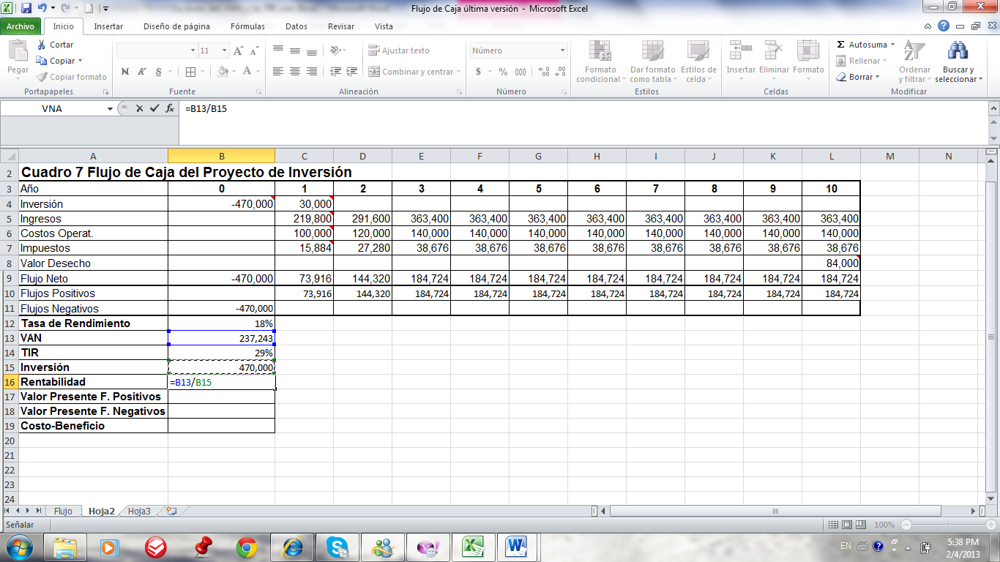 Flujo de Caja última versión - Microsoft Excel
Archivo Inicio Insertar Diseño de página Fórmulas Datos Revisar Vista
Pegar Cortar Copiar Copiar formato
Portapapeles
11 A A
N K S A
Fuente
Ajustar texto
Combinar y centrar
Alineación
Número
$ % 000
Número
Formato condicional Dar formato como tabla Estilos de celda
Estilos
Insertar Eliminar Formato
Celdas
Σ Autosuma Rellenar Borrar
Ordenar y filtrar Buscar y seleccionar
Modificar
VNA fx =B13/B15
A B C D E F G H I J K L M N
2 Cuadro 7 Flujo de Caja del Proyecto de Inversión
3 Año 0 1 2 3 4 5 6 7 8 9 10
4 Inversión -470,000 30,000
5 Ingresos 219,800 291,600 363,400 363,400 363,400 363,400 363,400 363,400 363,400 363,400
6 Costos Operat. 100,000 120,000 140,000 140,000 140,000 140,000 140,000 140,000 140,000 140,000
7 Impuestos 15,884 27,280 38,676 38,676 38,676 38,676 38,676 38,676 38,676 38,676
8 Valor Desecho 84,000
9 Flujo Neto -470,000 73,916 144,320 184,724 184,724 184,724 184,724 184,724 184,724 184,724 184,724
10 Flujos Positivos 73,916 144,320 184,724 184,724 184,724 184,724 184,724 184,724 184,724 184,724
11 Flujos Negativos -470,000
12 Tasa de Rendimiento 18%
13 VAN 237,243
14 TIR 29%
15 Inversión 470,000
16 Rentabilidad =B13/B15
17 Valor Presente F. Positivos
18 Valor Presente F. Negativos
19 Costo-Beneficio
20
21
22
23
24
Flujo Hoja2 Hoja3
Señalar 100%
EN 5:38 PM
2/4/2013